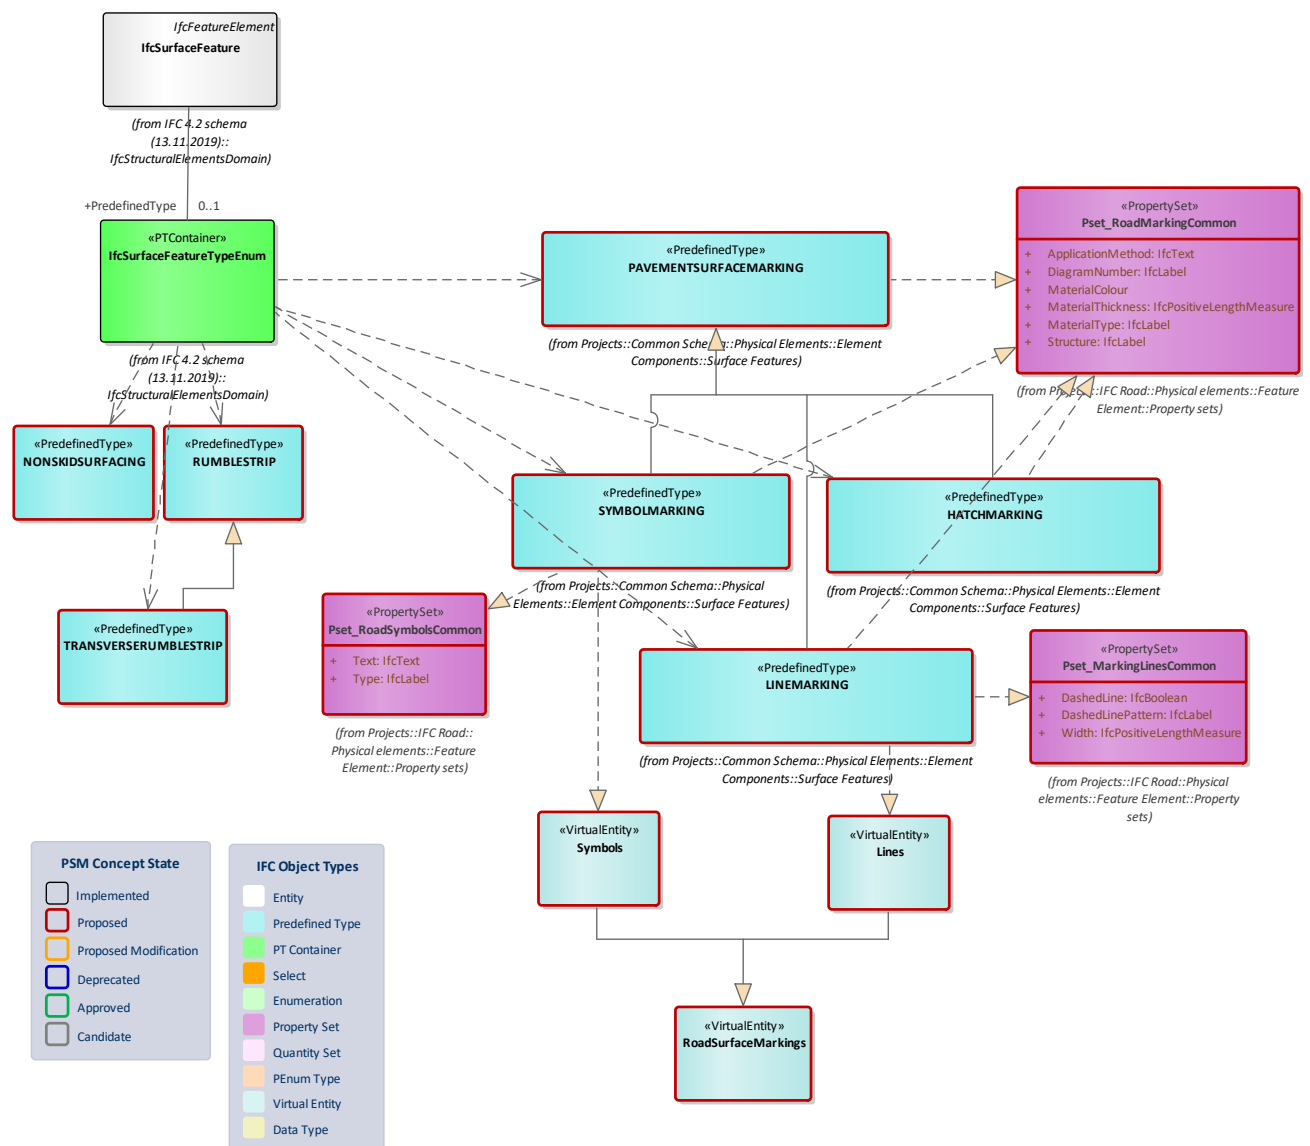 IfcFeatureElement
IfcSurfaceFeature
(from IFC 4.2 schema
(13.11.2019)::
IfcStructuralElementsDomain)
+PredefinedType 0..1
«PTContainer»
IfcSurfaceFeatureTypeEnum
(from IFC 4.2 schema
(13.11.2019)::
IfcStructuralElementsDomain)
«PredefinedType»
PAVEMENTSURFACEMARKING
(from Projects::Common Schema::Physical Elements::Element
Components::Surface Features)
«PropertySet»
Pset_RoadMarkingCommon
+ ApplicationMethod: IfcText
+ DiagramNumber: IfcLabel
+ MaterialColour
+ MaterialThickness: IfcPositiveLengthMeasure
+ MaterialType: IfcLabel
+ Structure: IfcLabel
(from Projects::IFC Road::Physical elements::Feature
Element::Property sets)
«PredefinedType»
NONSKIDSURFACING
«PredefinedType»
RUMBLESTRIP
«PredefinedType»
SYMBOLMARKING
(from Projects::Common Schema::Physical
Elements::Element Components::Surface Features)
«PredefinedType»
HATCHMARKING
(from Projects::Common Schema::Physical Elements::Element
Components::Surface Features)
«PredefinedType»
TRANSVERSERUMBLESTRIP
«PropertySet»
Pset_RoadSymbolsCommon
+ Text: IfcText
+ Type: IfcLabel
(from Projects::IFC Road::
Physical elements::Feature
Element::Property sets)
«PredefinedType»
LINEMARKING
(from Projects::Common Schema::Physical Elements::Element
Components::Surface Features)
«PropertySet»
Pset_MarkingLinesCommon
+ DashedLine: IfcBoolean
+ DashedLinePattern: IfcLabel
+ Width: IfcPositiveLengthMeasure
(from Projects::IFC Road::Physical
elements::Feature Element::Property
sets)
«VirtualEntity»
Symbols
«VirtualEntity»
Lines
«VirtualEntity»
RoadSurfaceMarkings
PSM Concept State
Implemented
Proposed
Proposed Modification
Deprecated
Approved
Candidate
IFC Object Types
Entity
Predefined Type
PT Container
Select
Enumeration
Property Set
Quantity Set
PEnum Type
Virtual Entity
Data Type